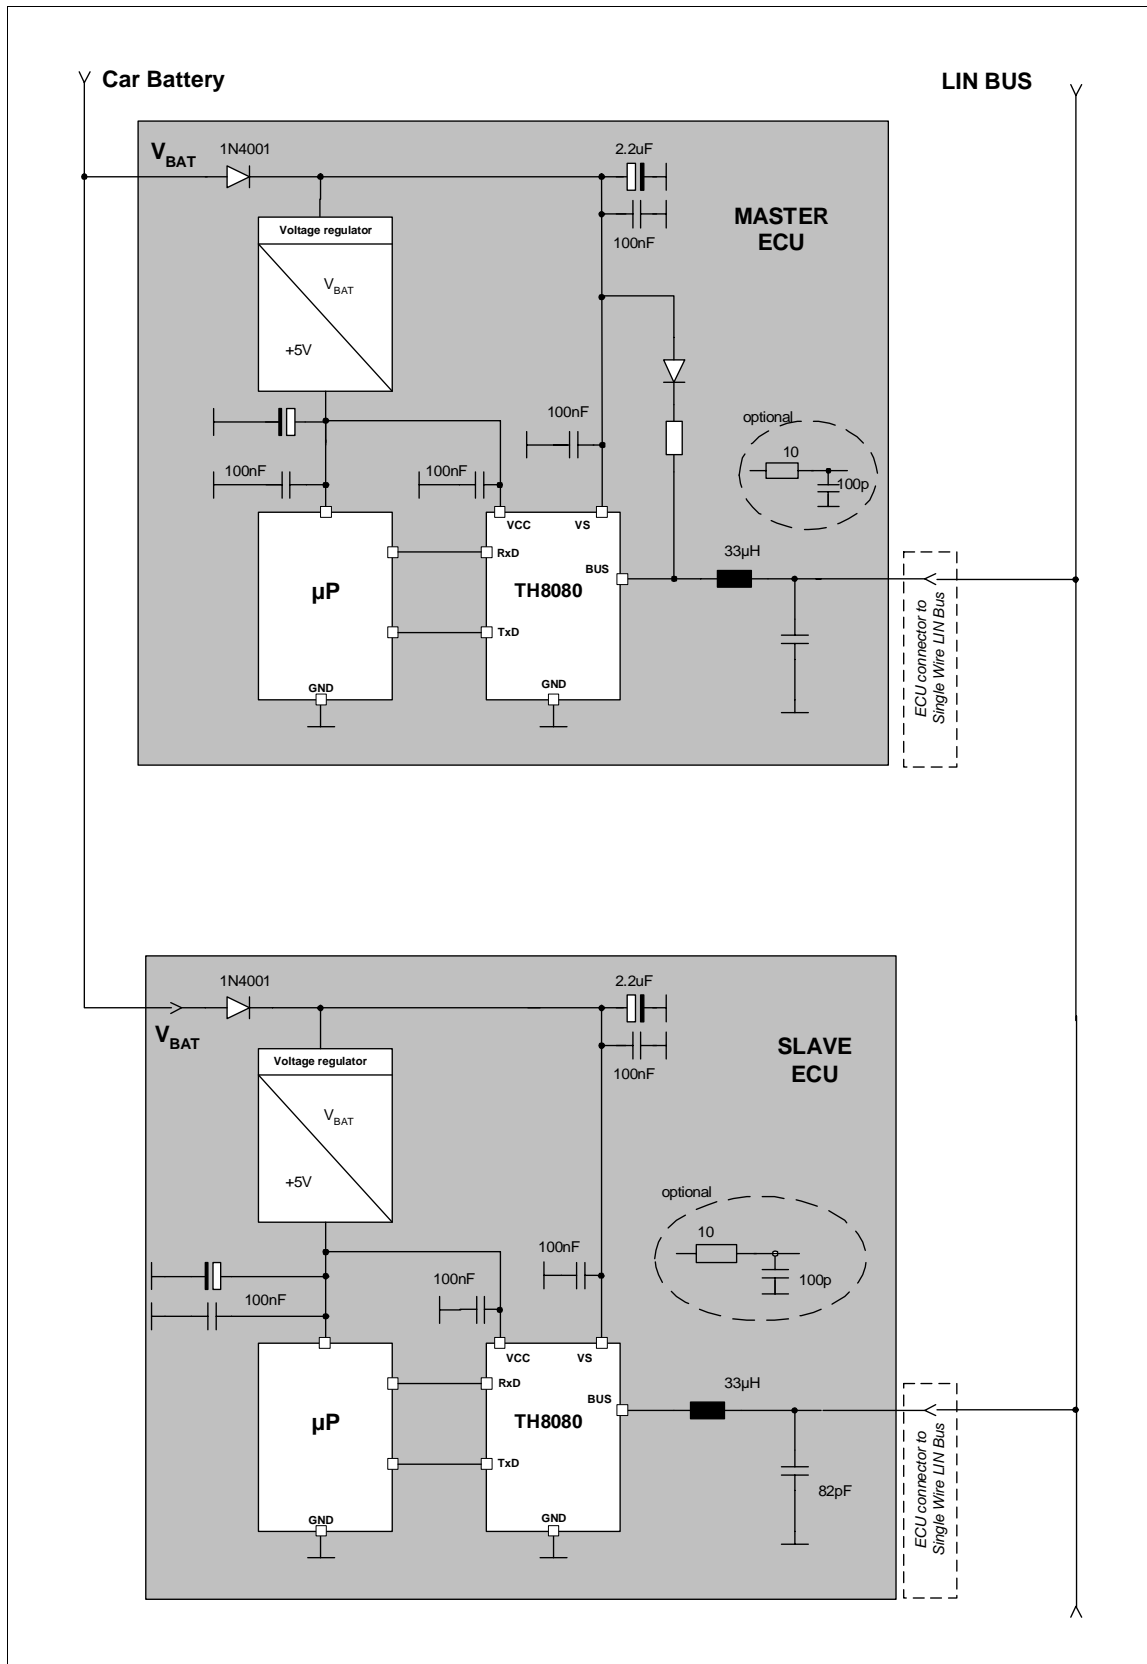 Car Battery
LIN BUS
VBAT
1N4001
2.2uF
Voltage regulator
100nF
MASTER
ECU
VBAT
+5V
100nF
optional
10
100nF
100nF
100p
VCC
VS
RxD
BUS
33µH
µP
TH8080
TxD
GND
GND
ECU connector to
Single Wire LIN Bus
1N4001
2.2uF
VBAT
Voltage regulator
100nF
SLAVE
ECU
VBAT
+5V
optional
10
100nF
100nF
100nF
100p
VCC
VS
RxD
BUS
33µH
µP
TH8080
TxD
82pF
GND
GND
ECU connector to
Single Wire LIN Bus